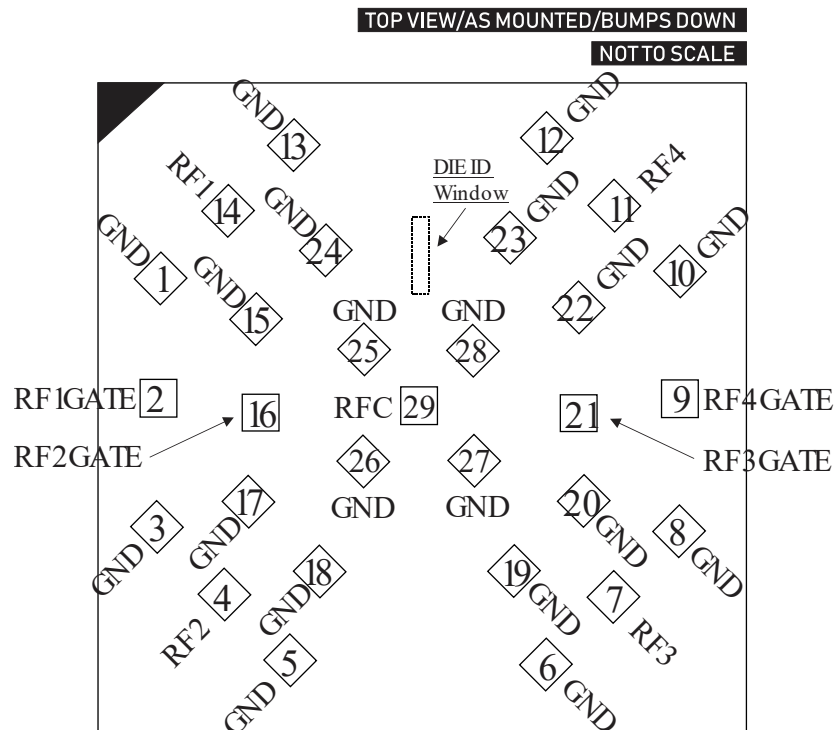 TOP VIEW/AS MOUNTED/BUMPS DOWN
NOT TO SCALE
GND 13
12 GND
RF1 14
GND 24
DIE ID
Window
23 GND
11 RF4
GND 1
GND 15
22 GND
10 GND
GND
25
GND
28
RF1GATE 2
16
RFC 29
21
9 RF4GATE
RF2GATE
RF3GATE
26
GND
27
GND
GND 3
GND 17
20 GND
8 GND
RF2 4
GND 18
19 GND
7 RF3
GND 5
6 GND